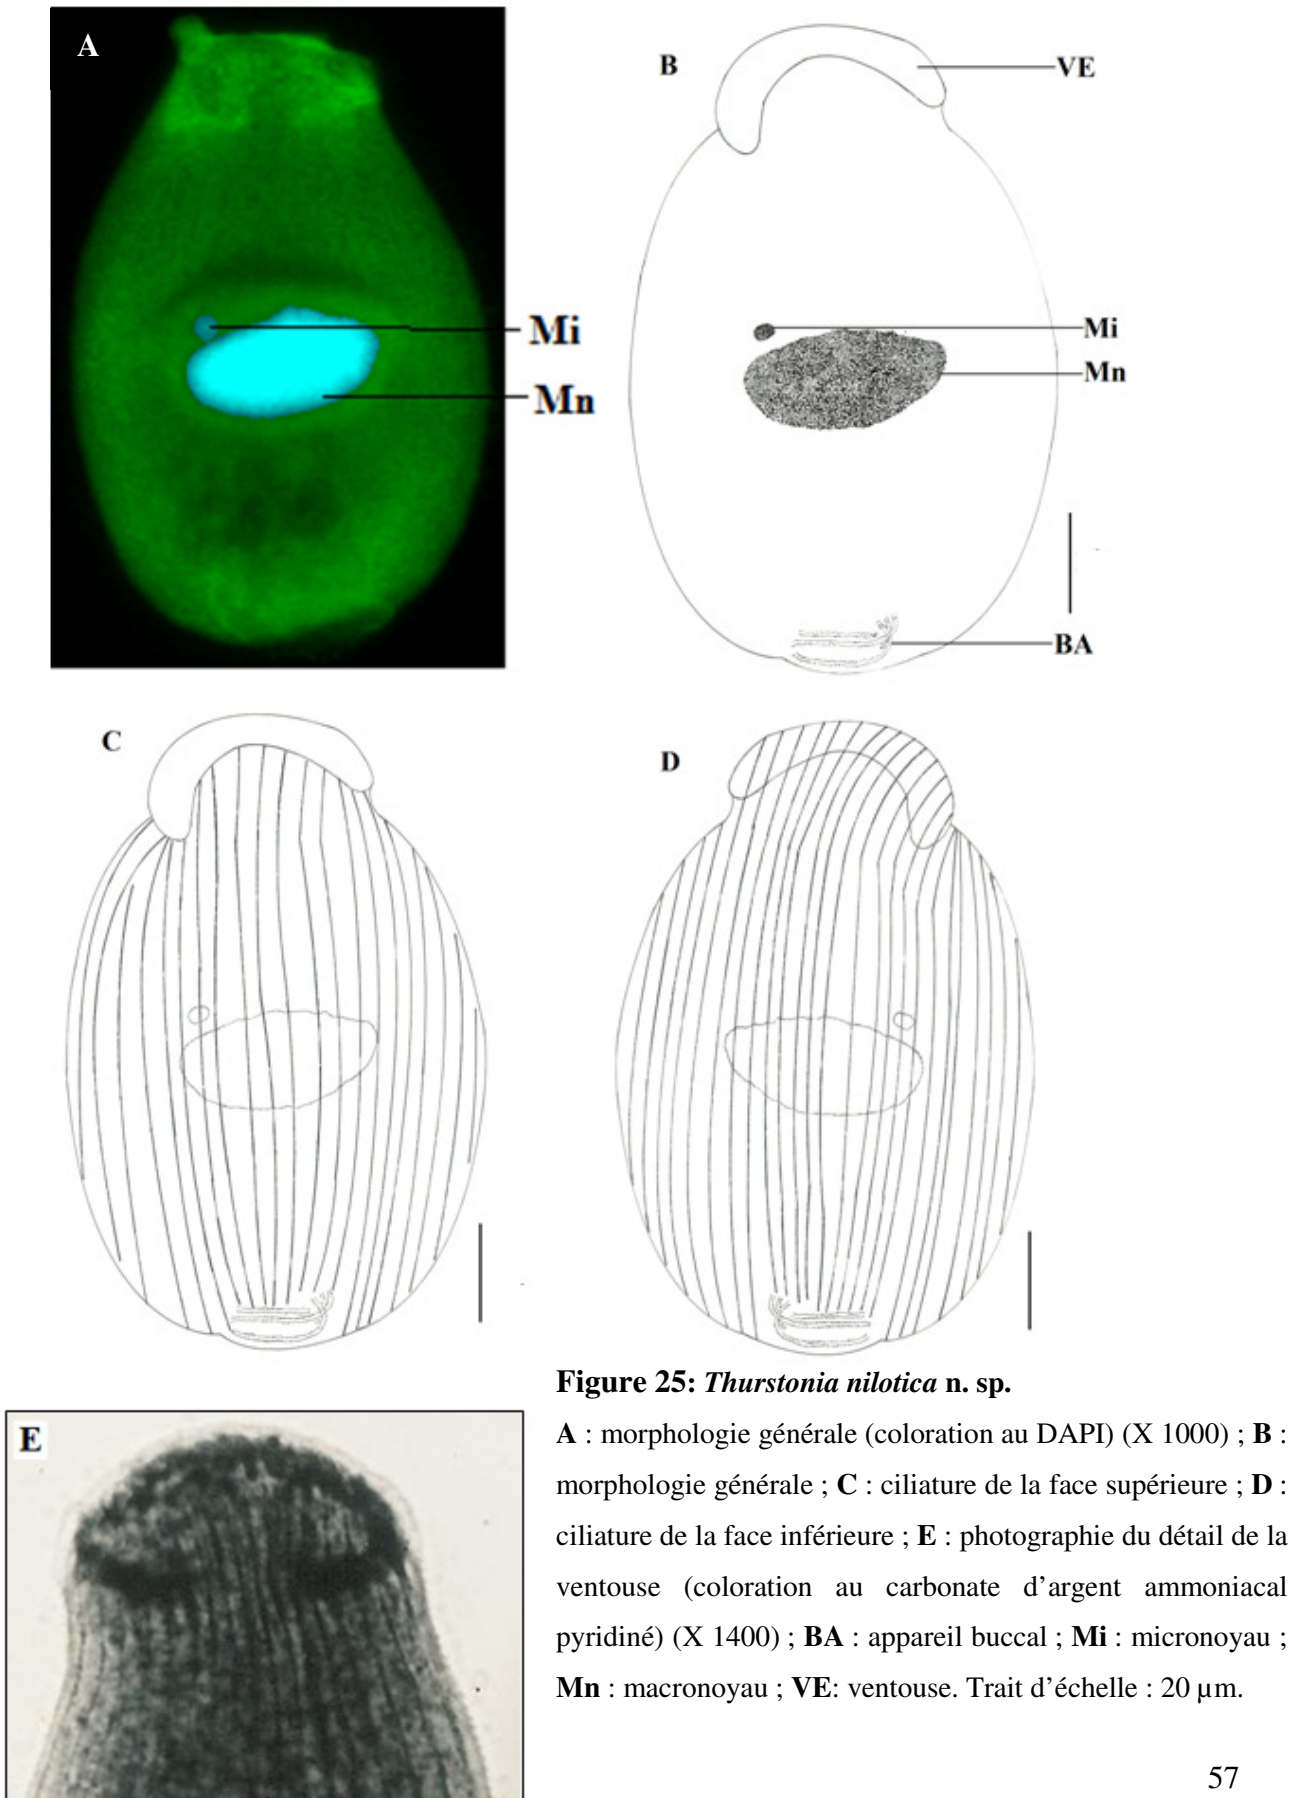 A
B
VE
Mi
Mn
Mi
Mn
BA
C
D
E
Figure 25: Thurstonia nilotica n. sp.
A : morphologie générale (coloration au DAPI) (X 1000) ; B :
morphologie générale ; C : ciliature de la face supérieure ; D :
ciliature de la face inférieure ; E : photographie du détail de la
ventouse (coloration au carbonate d’argent ammoniacal
pyridiné) (X 1400) ; BA : appareil buccal ; Mi : micronoyau ;
Mn : macronoyau ; VE: ventouse. Trait d’échelle : 20 µm.
57